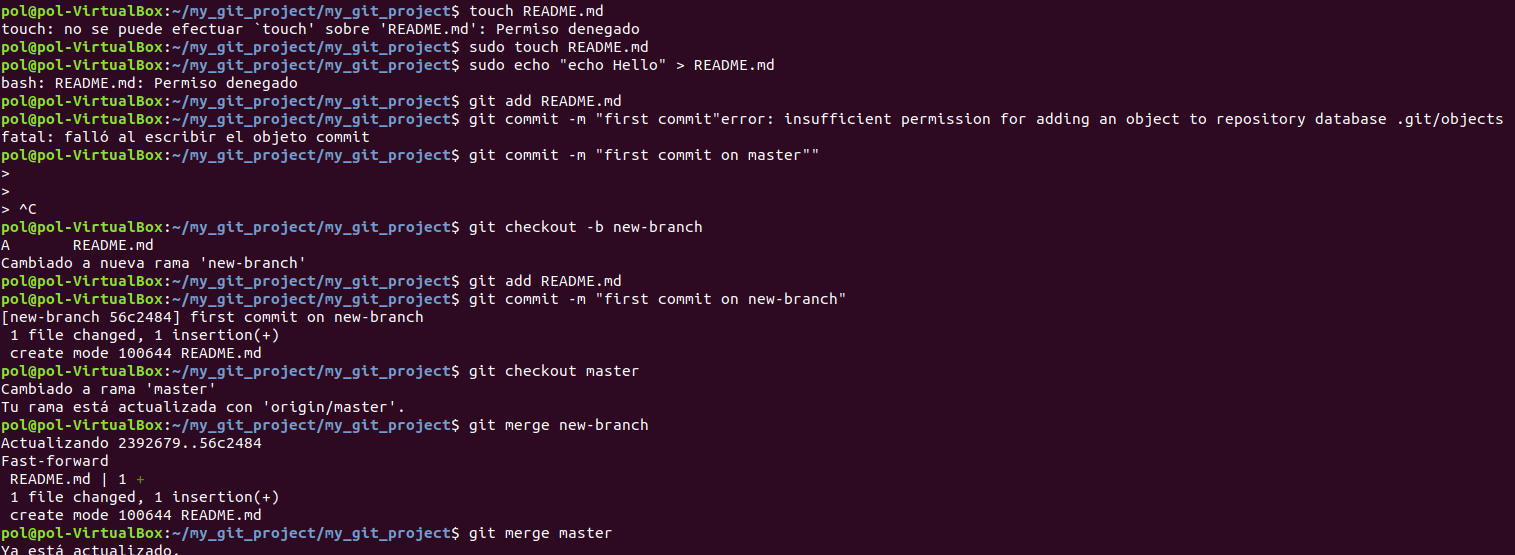 pol@pol-VirtualBox:~/my_git_project/my_git_project$ touch README.md
touch: no se puede efectuar `touch' sobre 'README.md': Permiso denegado
pol@pol-VirtualBox:~/my_git_project/my_git_project$ sudo touch README.md
pol@pol-VirtualBox:~/my_git_project/my_git_project$ sudo echo "echo Hello" > README.md
bash: README.md: Permiso denegado
pol@pol-VirtualBox:~/my_git_project/my_git_project$ git add README.md
pol@pol-VirtualBox:~/my_git_project/my_git_project$ git commit -m "first commit"error: insufficient permission for adding an object to repository database .git/objects
fatal: falló al escribir el objeto commit
pol@pol-VirtualBox:~/my_git_project/my_git_project$ git commit -m "first commit on master""
>
>
> ^C
pol@pol-VirtualBox:~/my_git_project/my_git_project$ git checkout -b new-branch
A       README.md
Cambiado a nueva rama 'new-branch'
pol@pol-VirtualBox:~/my_git_project/my_git_project$ git add README.md
pol@pol-VirtualBox:~/my_git_project/my_git_project$ git commit -m "first commit on new-branch"
[new-branch 56c2484] first commit on new-branch
 1 file changed, 1 insertion(+)
 create mode 100644 README.md
pol@pol-VirtualBox:~/my_git_project/my_git_project$ git checkout master
Cambiado a rama 'master'
Tu rama está actualizada con 'origin/master'.
pol@pol-VirtualBox:~/my_git_project/my_git_project$ git merge new-branch
Actualizando 2392679..56c2484
Fast-forward
 README.md | 1 +
 1 file changed, 1 insertion(+)
 create mode 100644 README.md
pol@pol-VirtualBox:~/my_git_project/my_git_project$ git merge master
Ya está actualizado.